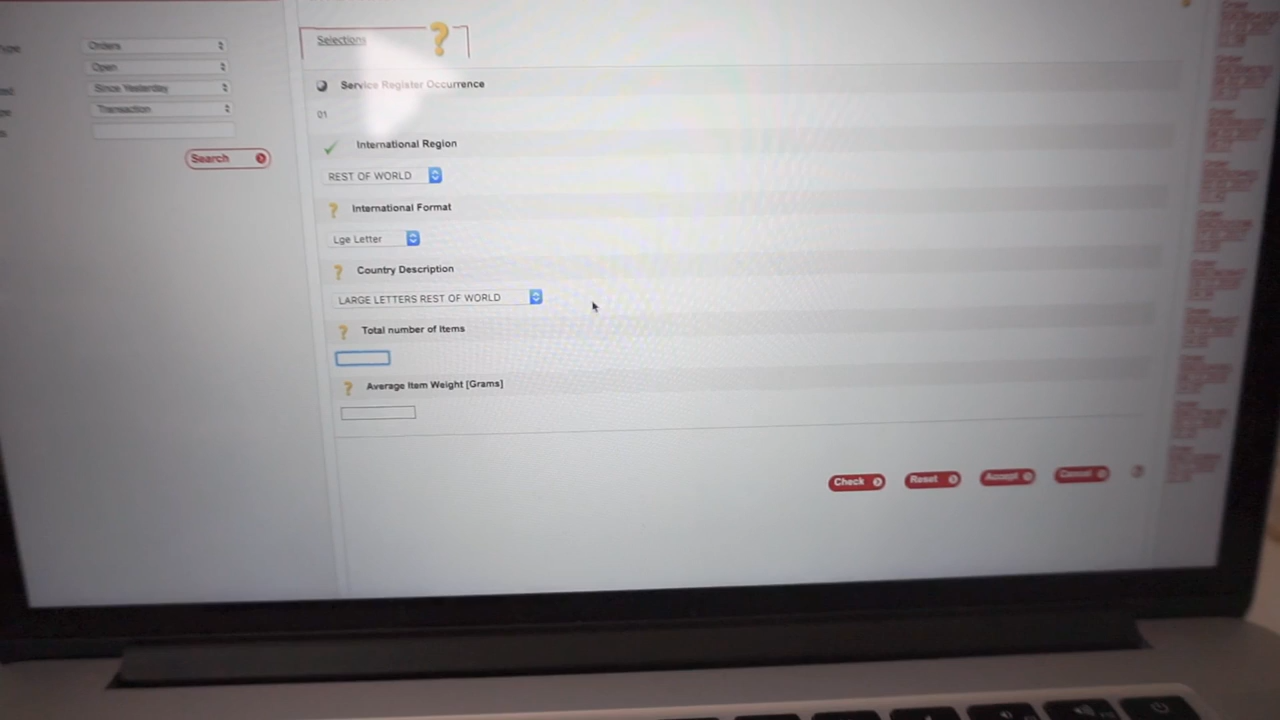 Orders
Open
Since Yesterday
Transaction
Search
Selections
Service Register Occurrence
01
International Region
REST OF WORLD
International Format
Lge Letter
Country Description
LARGE LETTERS REST OF WORLD
Total number of Items
Average Item Weight [Grams]
Check
Reset
Accept
Cancel